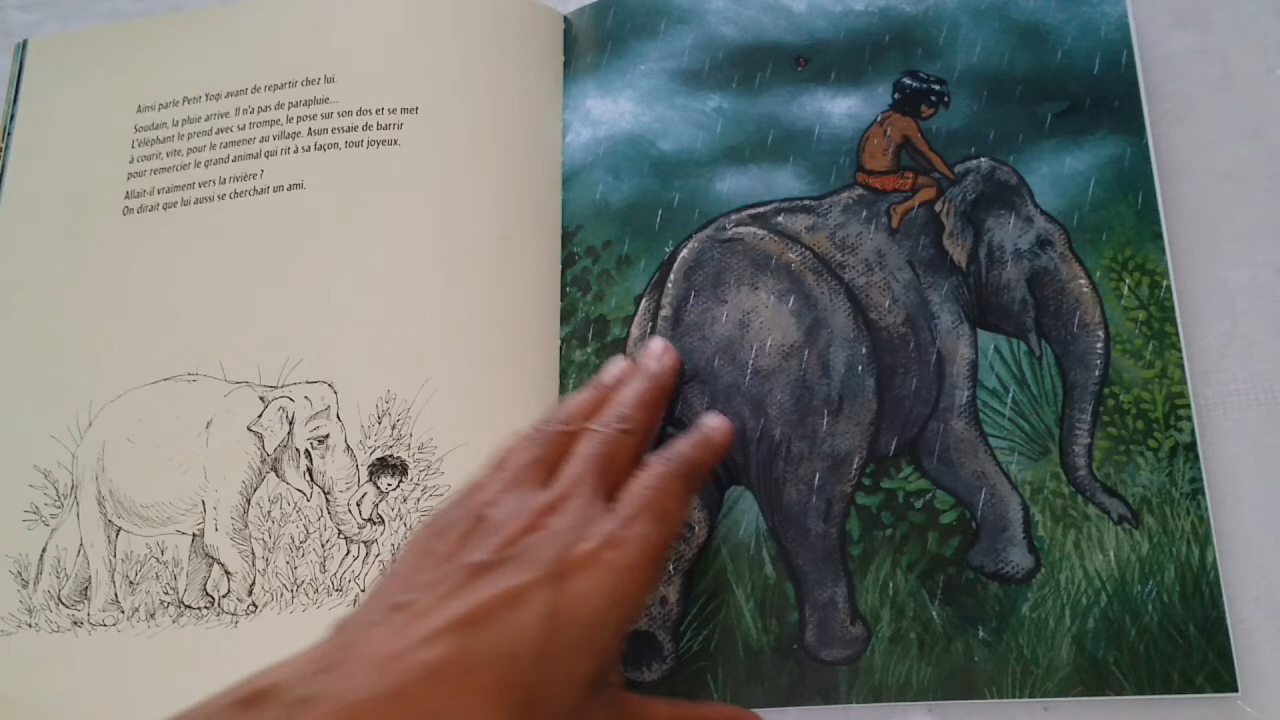 Ainsi parle Petit Yogi avant de repartir chez lui.
Soudain, la pluie arrive. Il n'a pas de parapluie...
L'éléphant le prend avec sa trompe, le pose sur son dos et se met
à courir, vite, pour le ramener au village. Asun essaie de barrir
pour remercier le grand animal qui rit à sa façon, tout joyeux.
Allait-il vraiment vers la rivière ?
On dirait que lui aussi se cherchait un ami.